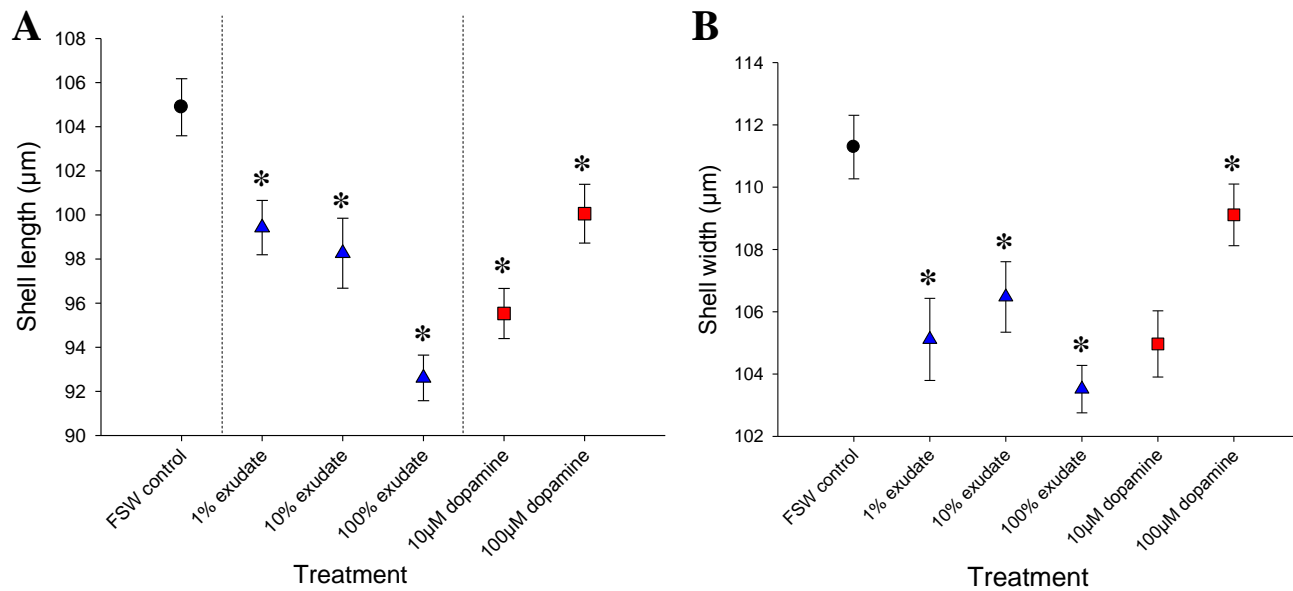 A
108
106
104
102
100
98
96
94
92
90
Shell length (µm)
*
*
*
*
*
FSW control
1% exudate
10% exudate
100% exudate
10µM dopamine
100µM dopamine
Treatment
B
114
112
110
108
106
104
102
Shell width (µm)
*
*
*
*
FSW control
1% exudate
10% exudate
100% exudate
10µM dopamine
100µM dopamine
Treatment